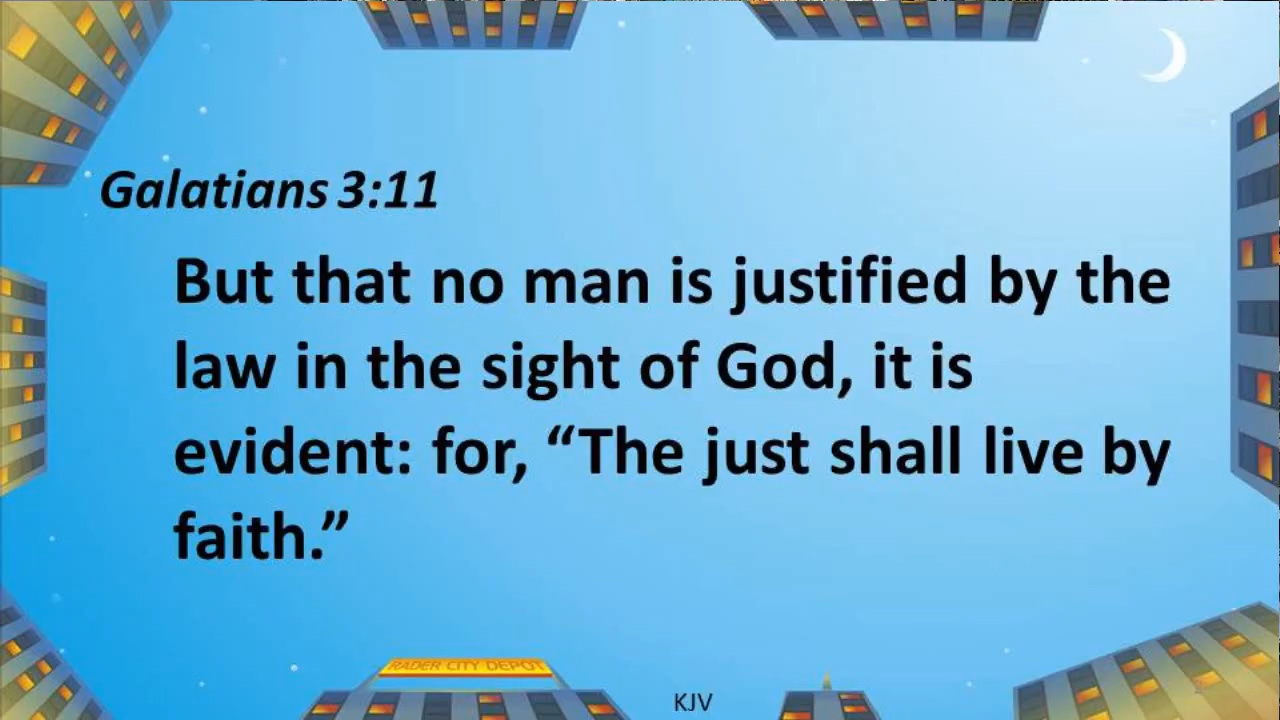 Galatians 3:11
But that no man is justified by the
law in the sight of God, it is
evident: for, “The just shall live by
faith.”
RADER CITY DEPOT
KJV